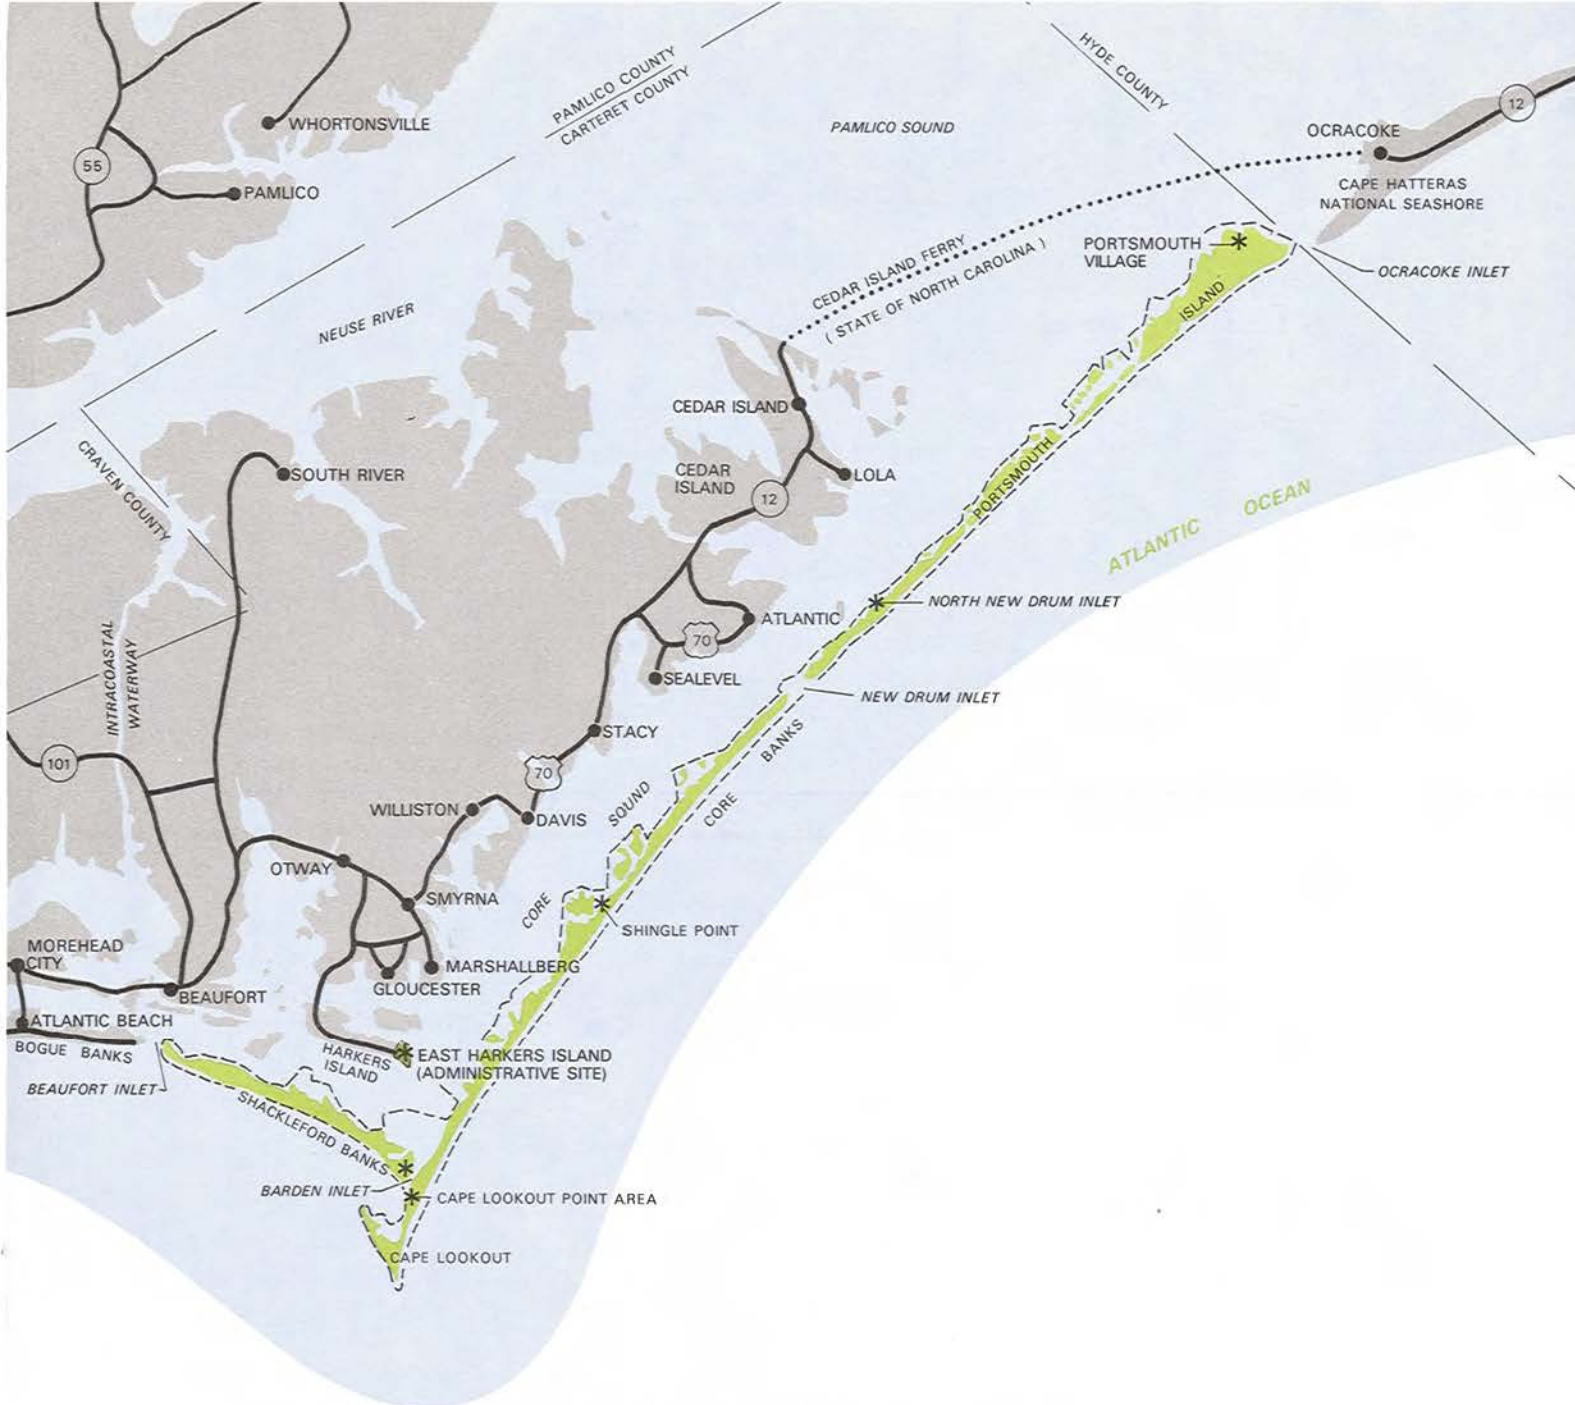 PAMLICO COUNTY
CARTERET COUNTY
HYDE COUNTY
12
WHORTONSVILLE
PAMLICO SOUND
OCRACOKE
55
PAMLICO
CAPE HATTERAS
NATIONAL SEASHORE
CEDAR ISLAND FERRY
( STATE OF NORTH CAROLINA )
PORTSMOUTH
VILLAGE
OCRACOKE INLET
ISLAND
NEUSE RIVER
CEDAR ISLAND
CRAVEN COUNTY
SOUTH RIVER
CEDAR
ISLAND
LOLA
12
PORTSMOUTH
ATLANTIC OCEAN
NORTH NEW DRUM INLET
ATLANTIC
70
INTRACOASTAL
WATERWAY
SEALEVEL
NEW DRUM INLET
STACY
BANKS
101
70
SOUND
CORE
WILLISTON
DAVIS
OTWAY
SMYRNA
CORE
SHINGLE POINT
MOREHEAD
CITY
MARSHALLBERG
GLOUCESTER
BEAUFORT
ATLANTIC BEACH
BOGUE BANKS
HARKERS
ISLAND
EAST HARKERS ISLAND
(ADMINISTRATIVE SITE)
BEAUFORT INLET
SHACKLEFORD BANKS
BARDEN INLET
CAPE LOOKOUT POINT AREA
CAPE LOOKOUT